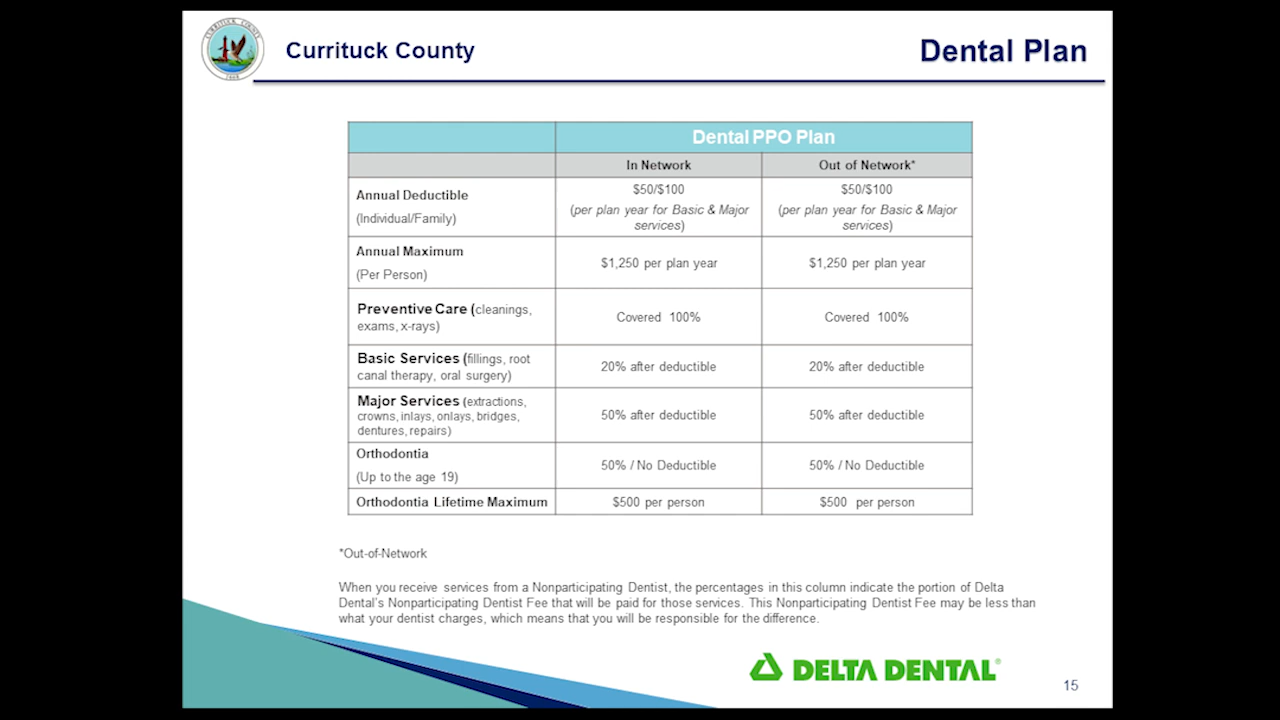 Currituck County
Dental Plan
Dental PPO Plan
In Network
Out of Network*
Annual Deductible
(Individual/Family)
$50/$100
(per plan year for Basic & Major
services)
$50/$100
(per plan year for Basic & Major
services)
Annual Maximum
(Per Person)
$1,250 per plan year
$1,250 per plan year
Preventive Care (cleanings,
exams, x-rays)
Covered 100%
Covered 100%
Basic Services (fillings, root
canal therapy, oral surgery)
20% after deductible
20% after deductible
Major Services (extractions,
crowns, inlays, onlays, bridges,
dentures, repairs)
50% after deductible
50% after deductible
Orthodontia
(Up to the age 19)
50% / No Deductible
50% / No Deductible
Orthodontia Lifetime Maximum
$500 per person
$500 per person
*Out-of-Network
When you receive services from a Nonparticipating Dentist, the percentages in this column indicate the portion of Delta
Dental's Nonparticipating Dentist Fee that will be paid for those services. This Nonparticipating Dentist Fee may be less than
what your dentist charges, which means that you will be responsible for the difference.
DELTA DENTAL®
15